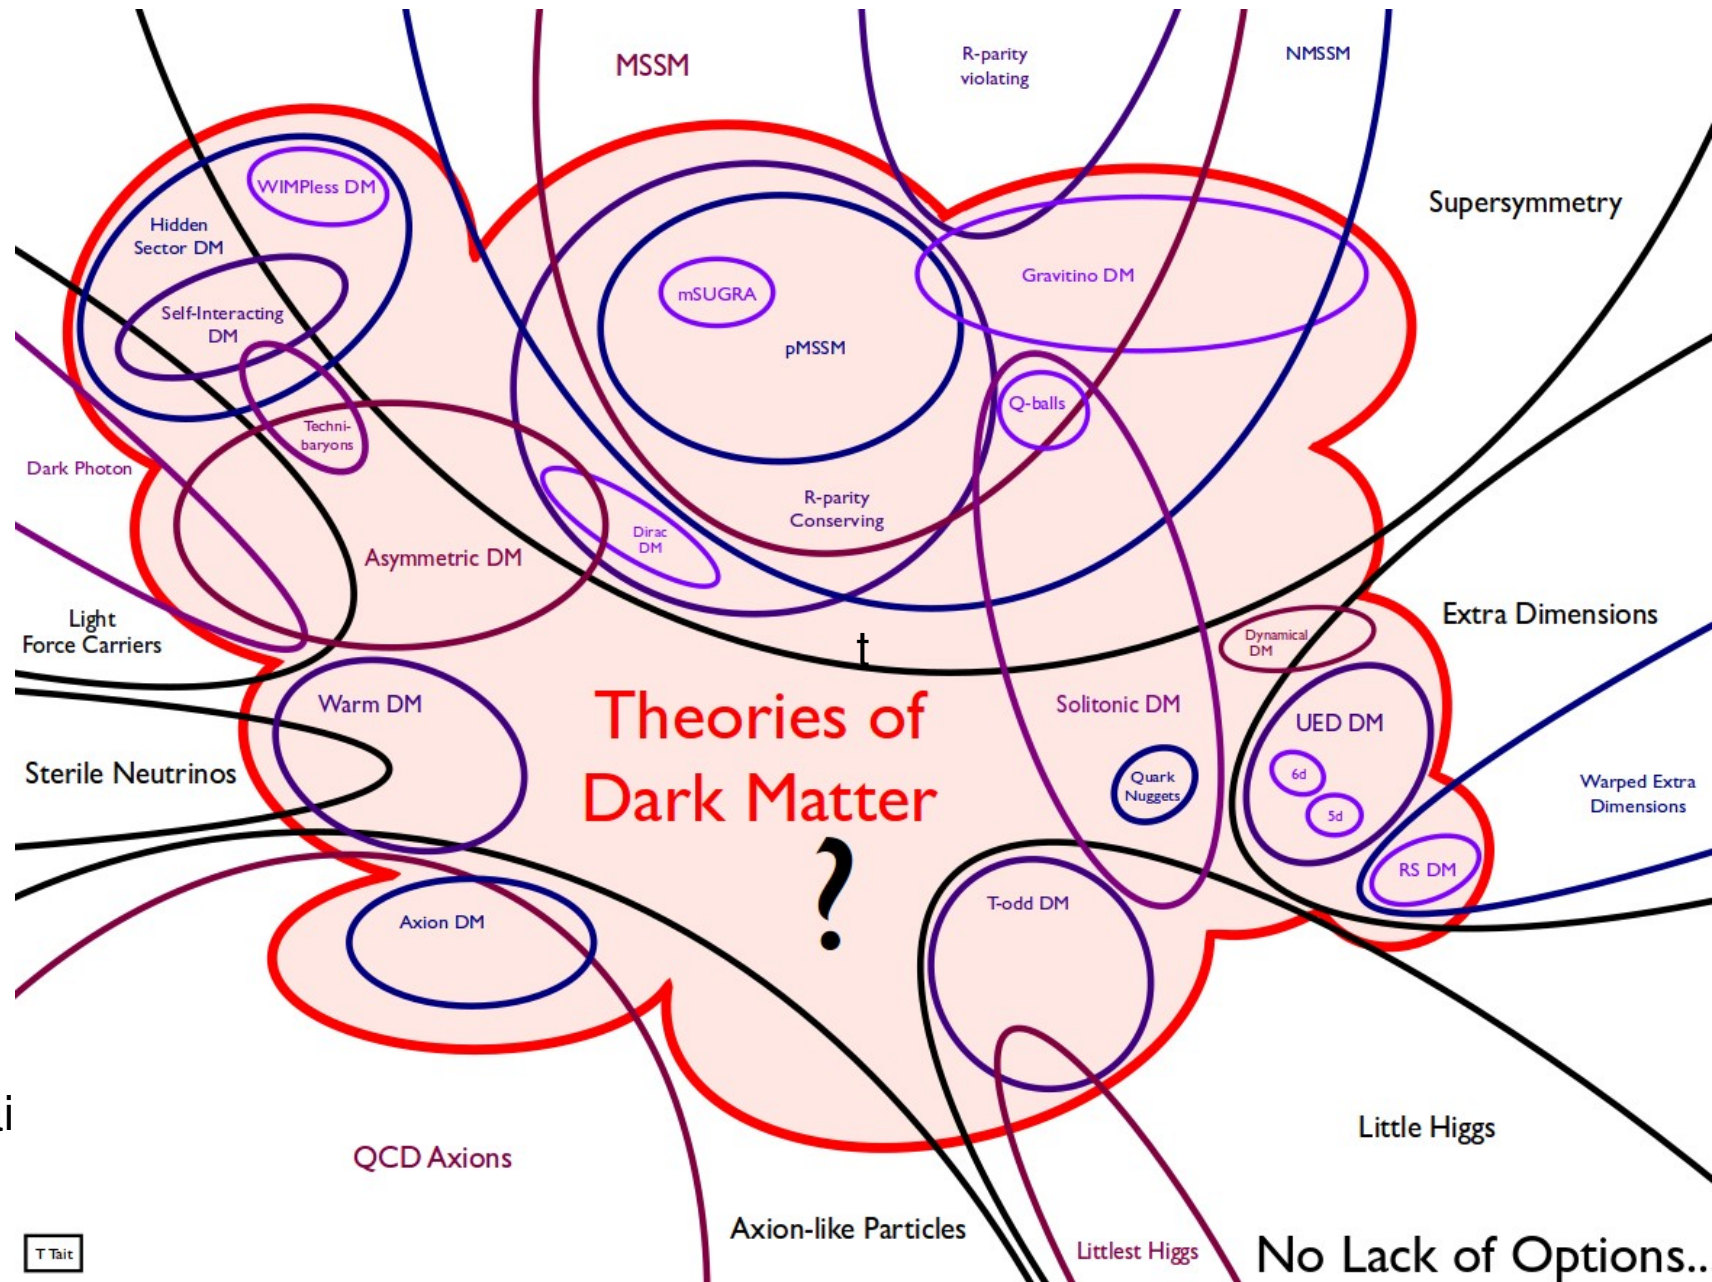 MSSM
R-parity
violating
NMSSM
Supersymmetry
WIMPless DM
Hidden
Sector DM
Self-Interacting
DM
mSUGRA
pMSSM
Gravitino DM
Q-balls
Techni-
baryons
Dark Photon
R-parity
Conserving
Dirac
DM
Asymmetric DM
Light
Force Carriers
t
Extra Dimensions
Dynamical
DM
Warm DM
Theories of
Dark Matter
?
Solitonic DM
UED DM
6d
5d
Quark
Nuggets
Sterile Neutrinos
Warped Extra
Dimensions
RS DM
T-odd DM
Axion DM
.i
QCD Axions
Little Higgs
Axion-like Particles
Littlest Higgs
No Lack of Options..
T Tait